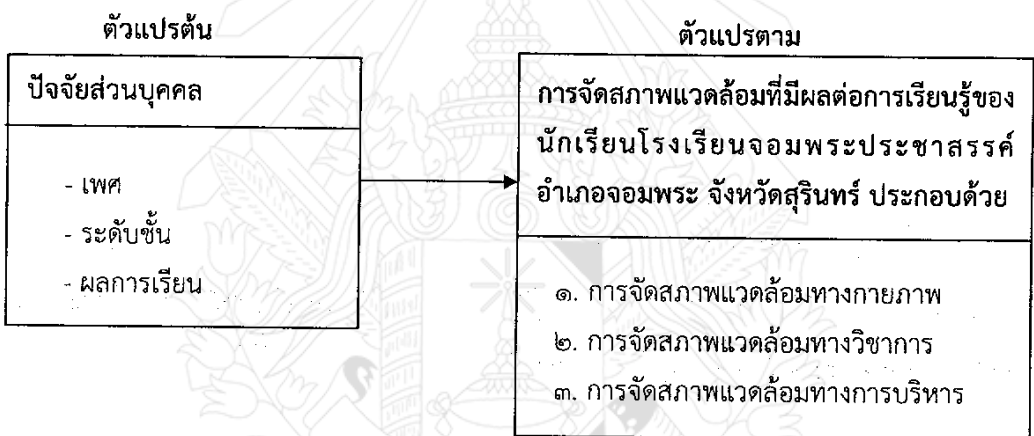 ตัวแปรต้น
ปัจจัยส่วนบุคคล
- เพศ
- ระดับชั้น
- ผลการเรียน
ตัวแปรตาม
การจัดสภาพแวดล้อมที่มีผลต่อการเรียนรู้ของ
นักเรียนโรงเรียนจอมพระประชาสรรค์
อำเภอจอมพระ จังหวัดสุรินทร์ ประกอบด้วย
๑. การจัดสภาพแวดล้อมทางกายภาพ
๒. การจัดสภาพแวดล้อมทางวิชาการ
๓. การจัดสภาพแวดล้อมทางการบริหาร